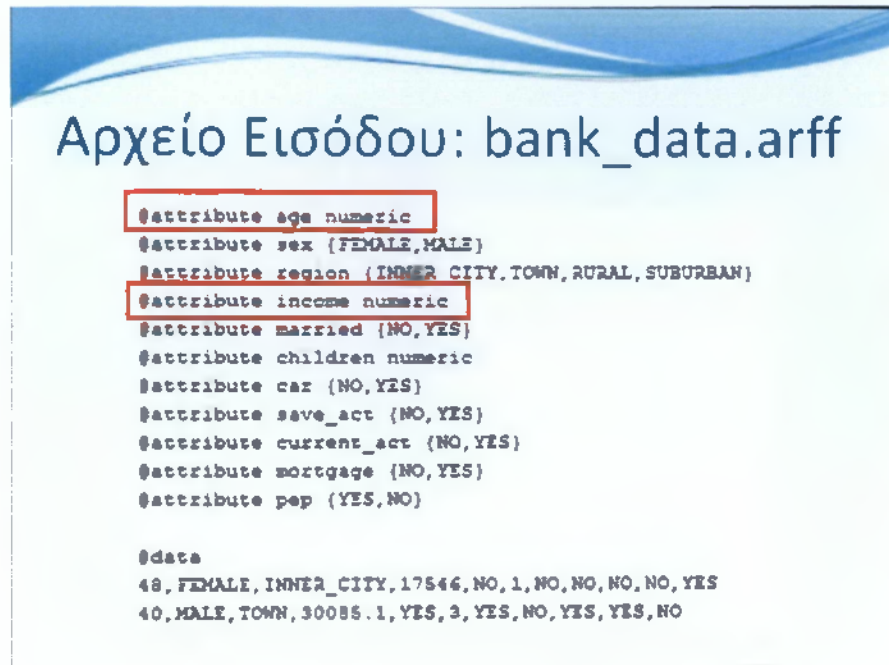 Αρχείο Εισόδου: bank_data.arff
@attribute age numeric
@attribute sex {FEMALE,MALE}
@attribute region {INNER_CITY,TOWN,RURAL,SUBURBAN}
@attribute income numeric
@attribute married {NO,YES}
@attribute children numeric
@attribute car {NO,YES}
@attribute save_act {NO,YES}
@attribute current_act {NO,YES}
@attribute mortgage {NO,YES}
@attribute pep {YES,NO}
@data
48,FEMALE,INNER_CITY,17546,NO,1,NO,NO,NO,NO,YES
40,MALE,TOWN,30085.1,YES,3,YES,NO,YES,YES,NO